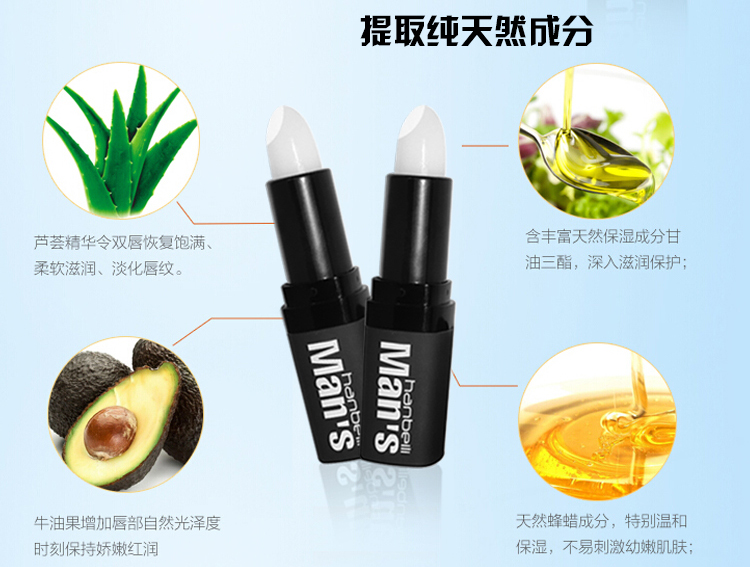 提取纯天然成分
芦荟精华令双唇恢复饱满、
柔软滋润、淡化唇纹。
含丰富天然保湿成分甘
油三酯，深入滋润保护；
hanbeili
Man's
hanbeili
Man's
牛油果增加唇部自然光泽度
时刻保持娇嫩红润
天然蜂蜡成分，特别温和
保湿，不易刺激幼嫩肌肤；